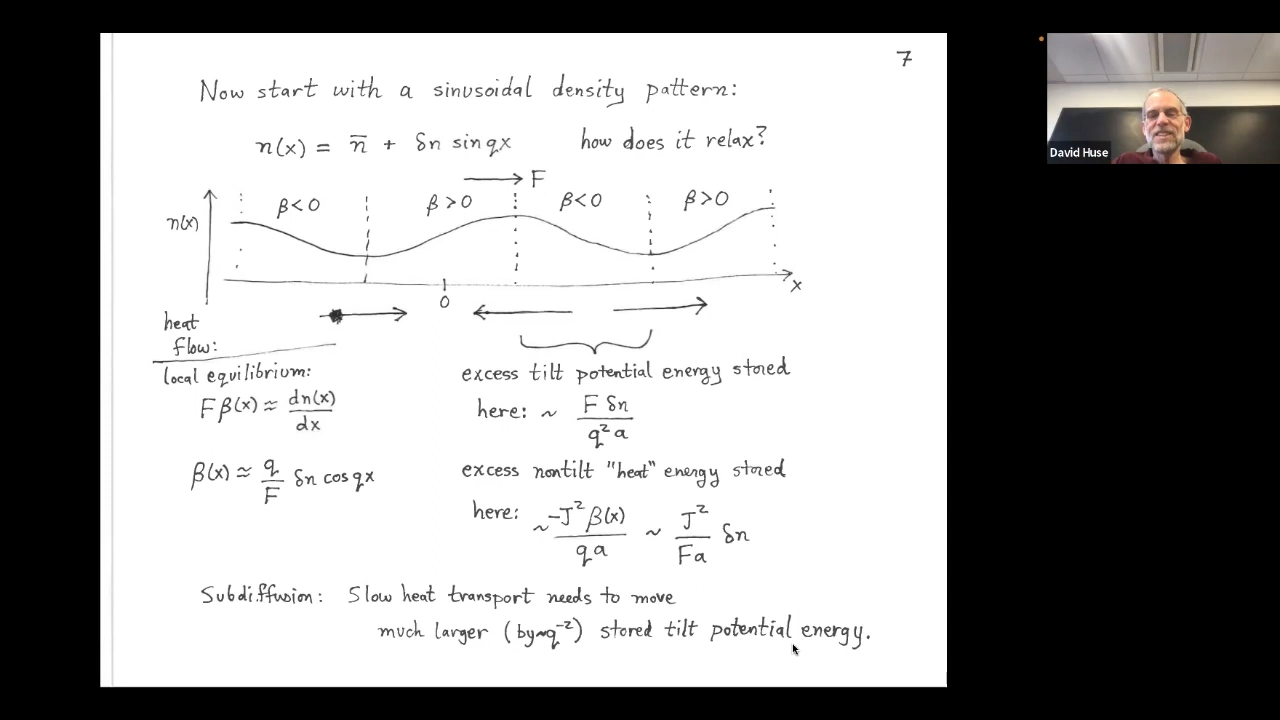 7
Now start with a sinusoidal density pattern:
n(x) = n̅ + δn sin qx how does it relax?
→ F
β<0 β>0 β<0 β>0
n(x)
x
0
heat
flow:
local equilibrium:
Fβ(x) ≈ dn(x)/dx
β(x) ≈ q/F δn cos qx
excess tilt potential energy stored
here: ~ F δn / q²a
excess nontilt "heat" energy stored
here: ~ -J²β(x) / qa ~ J²/Fa δn
Subdiffusion: Slow heat transport needs to move
much larger (by~q⁻²) stored tilt potential energy.
David Huse